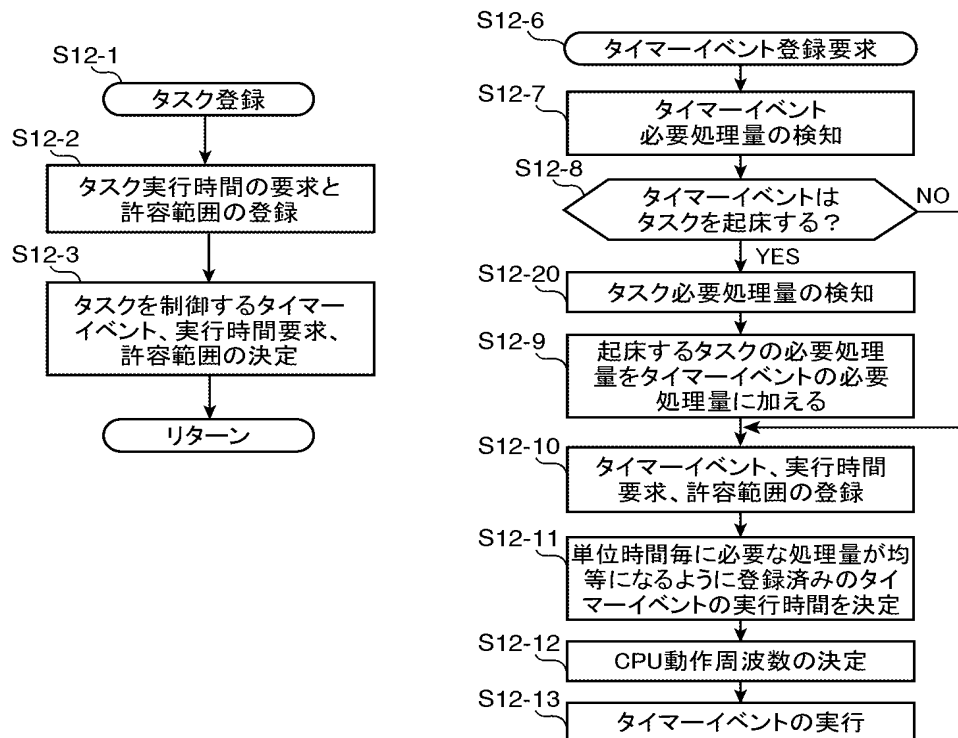 S12-1
タスク登録
S12-2
タスク実行時間の要求と
許容範囲の登録
S12-3
タスクを制御するタイマー
イベント、実行時間要求、
許容範囲の決定
リターン
S12-6
タイマーイベント登録要求
S12-7
タイマーイベント
必要処理量の検知
S12-8
タイマーイベントは
タスクを起床する？
NO
YES
S12-20
タスク必要処理量の検知
S12-9
起床するタスクの必要処理
量をタイマーイベントの必要
処理量に加える
S12-10
タイマーイベント、実行時間
要求、許容範囲の登録
S12-11
単位時間毎に必要な処理量が均
等になるように登録済みのタイ
マーイベントの実行時間を決定
S12-12
CPU動作周波数の決定
S12-13
タイマーイベントの実行